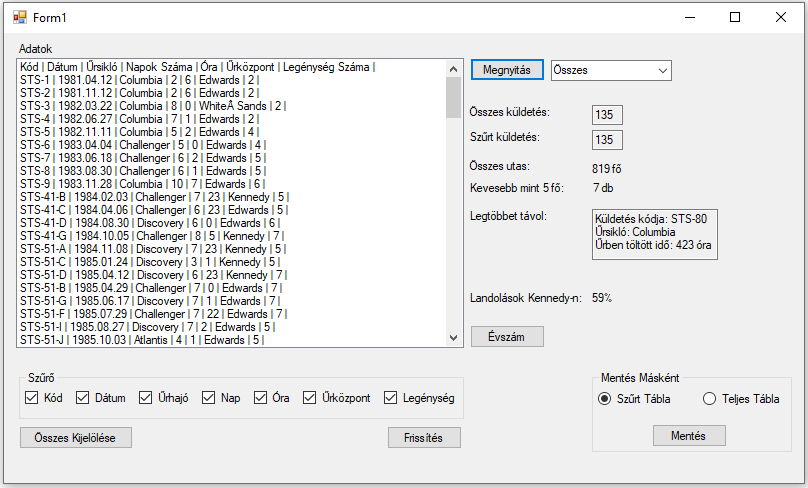 Form1
Adatok
Kód | Dátum | Űrsikló | Napok Száma | Óra | Űrközpont | Legénység Száma |
STS-1 | 1981.04.12 | Columbia | 2 | 6 | Edwards | 2 |
STS-2 | 1981.11.12 | Columbia | 2 | 6 | Edwards | 2 |
STS-3 | 1982.03.22 | Columbia | 8 | 0 | WhiteÂ Sands | 2 |
STS-4 | 1982.06.27 | Columbia | 7 | 1 | Edwards | 2 |
STS-5 | 1982.11.11 | Columbia | 5 | 2 | Edwards | 4 |
STS-6 | 1983.04.04 | Challenger | 5 | 0 | Edwards | 4 |
STS-7 | 1983.06.18 | Challenger | 6 | 2 | Edwards | 5 |
STS-8 | 1983.08.30 | Challenger | 6 | 1 | Edwards | 5 |
STS-9 | 1983.11.28 | Columbia | 10 | 7 | Edwards | 6 |
STS-41-B | 1984.02.03 | Challenger | 7 | 23 | Kennedy | 5 |
STS-41-C | 1984.04.06 | Challenger | 6 | 23 | Edwards | 5 |
STS-41-D | 1984.08.30 | Discovery | 6 | 0 | Edwards | 6 |
STS-41-G | 1984.10.05 | Challenger | 8 | 5 | Kennedy | 7 |
STS-51-A | 1984.11.08 | Discovery | 7 | 23 | Kennedy | 5 |
STS-51-C | 1985.01.24 | Discovery | 3 | 1 | Kennedy | 5 |
STS-51-D | 1985.04.12 | Discovery | 6 | 23 | Kennedy | 7 |
STS-51-B | 1985.04.29 | Challenger | 7 | 0 | Edwards | 7 |
STS-51-G | 1985.06.17 | Discovery | 7 | 1 | Edwards | 7 |
STS-51-F | 1985.07.29 | Challenger | 7 | 22 | Edwards | 7 |
STS-51-I | 1985.08.27 | Discovery | 7 | 2 | Edwards | 5 |
STS-51-J | 1985.10.03 | Atlantis | 4 | 1 | Edwards | 5 |
Megnyitás
Összes
Összes küldetés: 135
Szűrt küldetés: 135
Összes utas: 819 fő
Kevesebb mint 5 fő: 7 db
Legtöbbet távol:
Küldetés kódja: STS-80
Űrsikló: Columbia
Űrben töltött idő: 423 óra
Landolások Kennedy-n: 59%
Évszám
Szűrő
Kód Dátum Űrhajó Nap Óra Űrközpont Legénység
Összes Kijelölése
Frissítés
Mentés Másként
Szűrt Tábla Teljes Tábla
Mentés